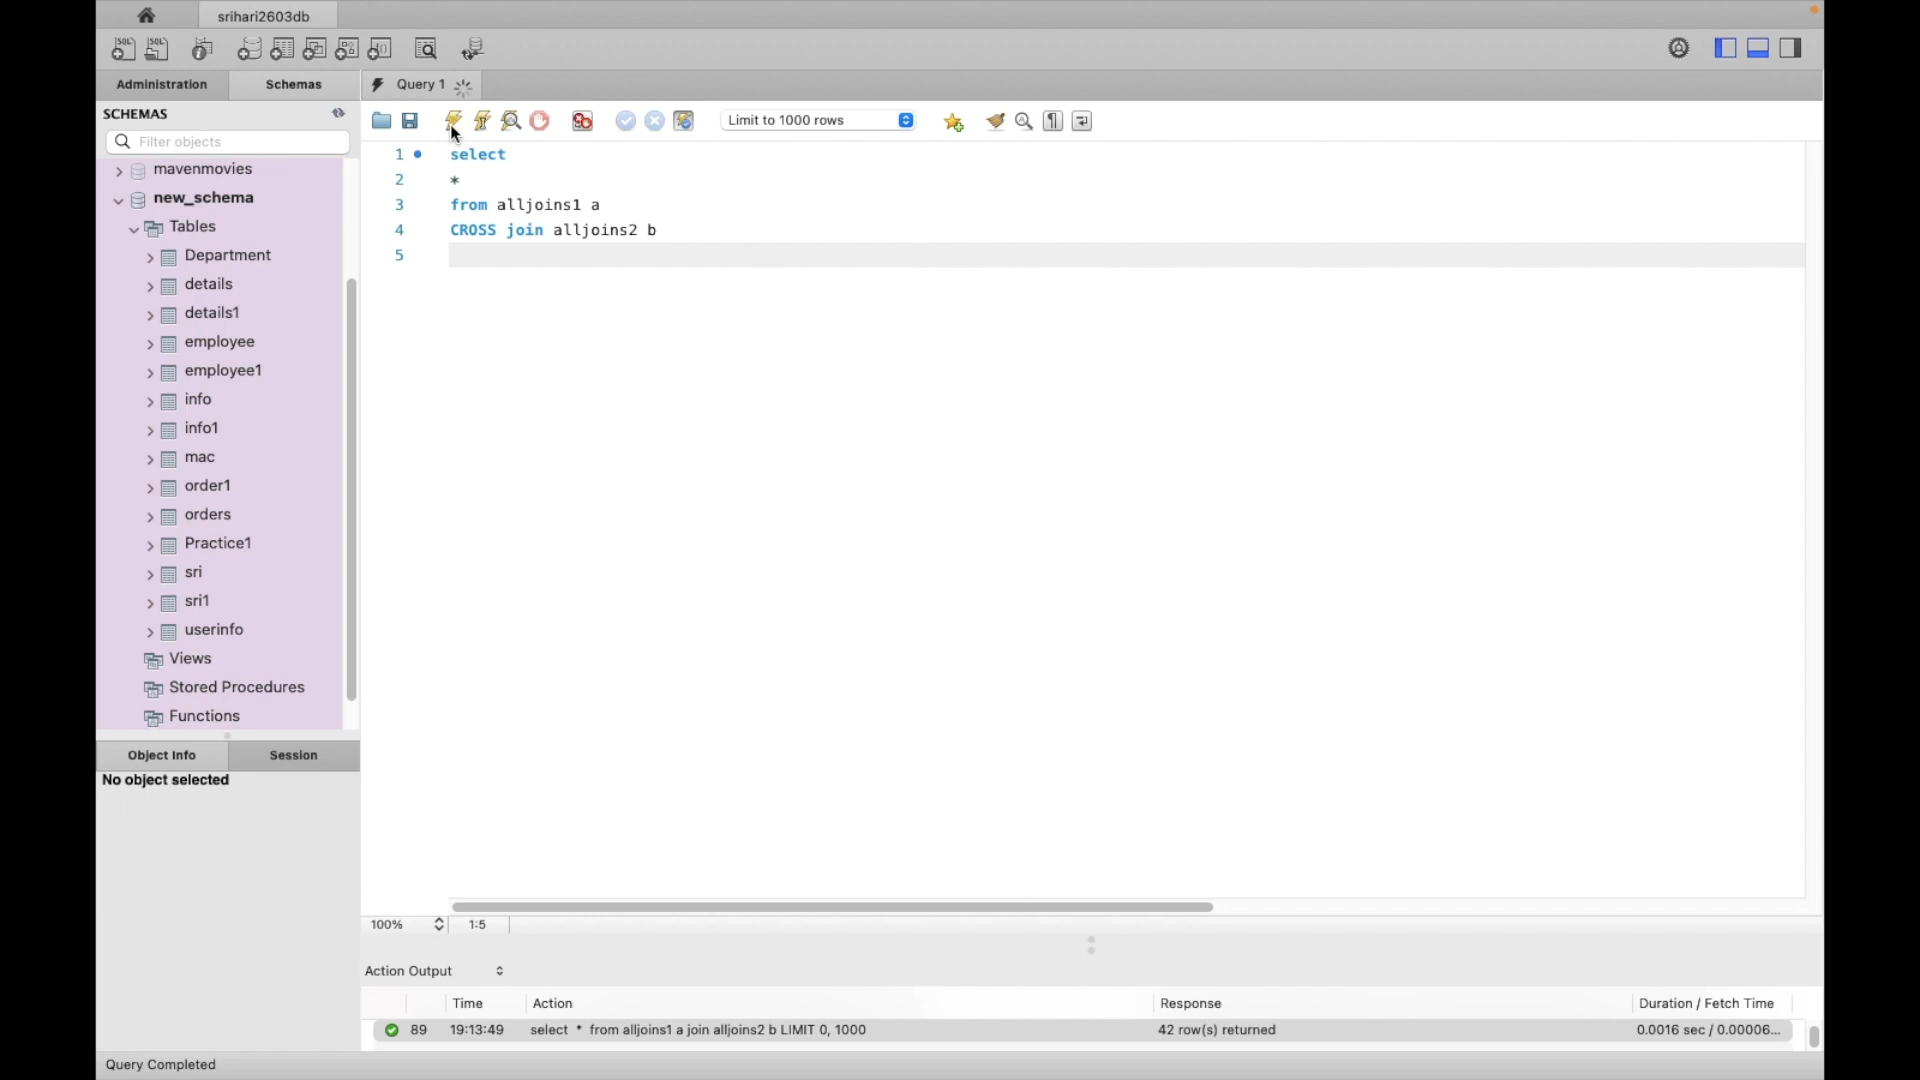 srihari2603db
Administration
Schemas
Query 1
SCHEMAS
Filter objects
Limit to 1000 rows
mavenmovies
new_schema
Tables
Department
details
details1
employee
employee1
info
info1
mac
order1
orders
Practice1
sri
sri1
userinfo
Views
Stored Procedures
Functions
1 select
2 *
3 from alljoins1 a
4 CROSS join alljoins2 b
5
Object Info
Session
No object selected
100%
1:5
Action Output
Time Action Response Duration / Fetch Time
89 19:13:49 select * from alljoins1 a join alljoins2 b LIMIT 0, 1000 42 row(s) returned 0.0016 sec / 0.00006...
Query Completed